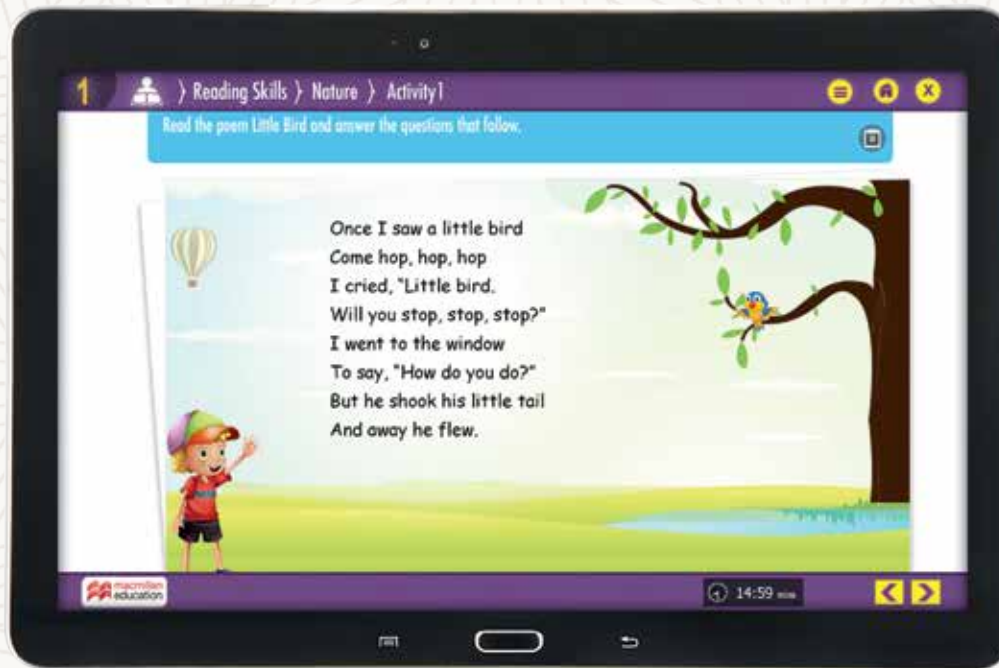 1 > Reading Skills > Nature > Activity1
X
Read the poem Little Bird and answer the questions that follow.
Once I saw a little bird
Come hop, hop, hop
I cried, "Little bird.
Will you stop, stop, stop?"
I went to the window
To say, "How do you do?"
But he shook his little tail
And away he flew.
macmillan
education
14:59 mins